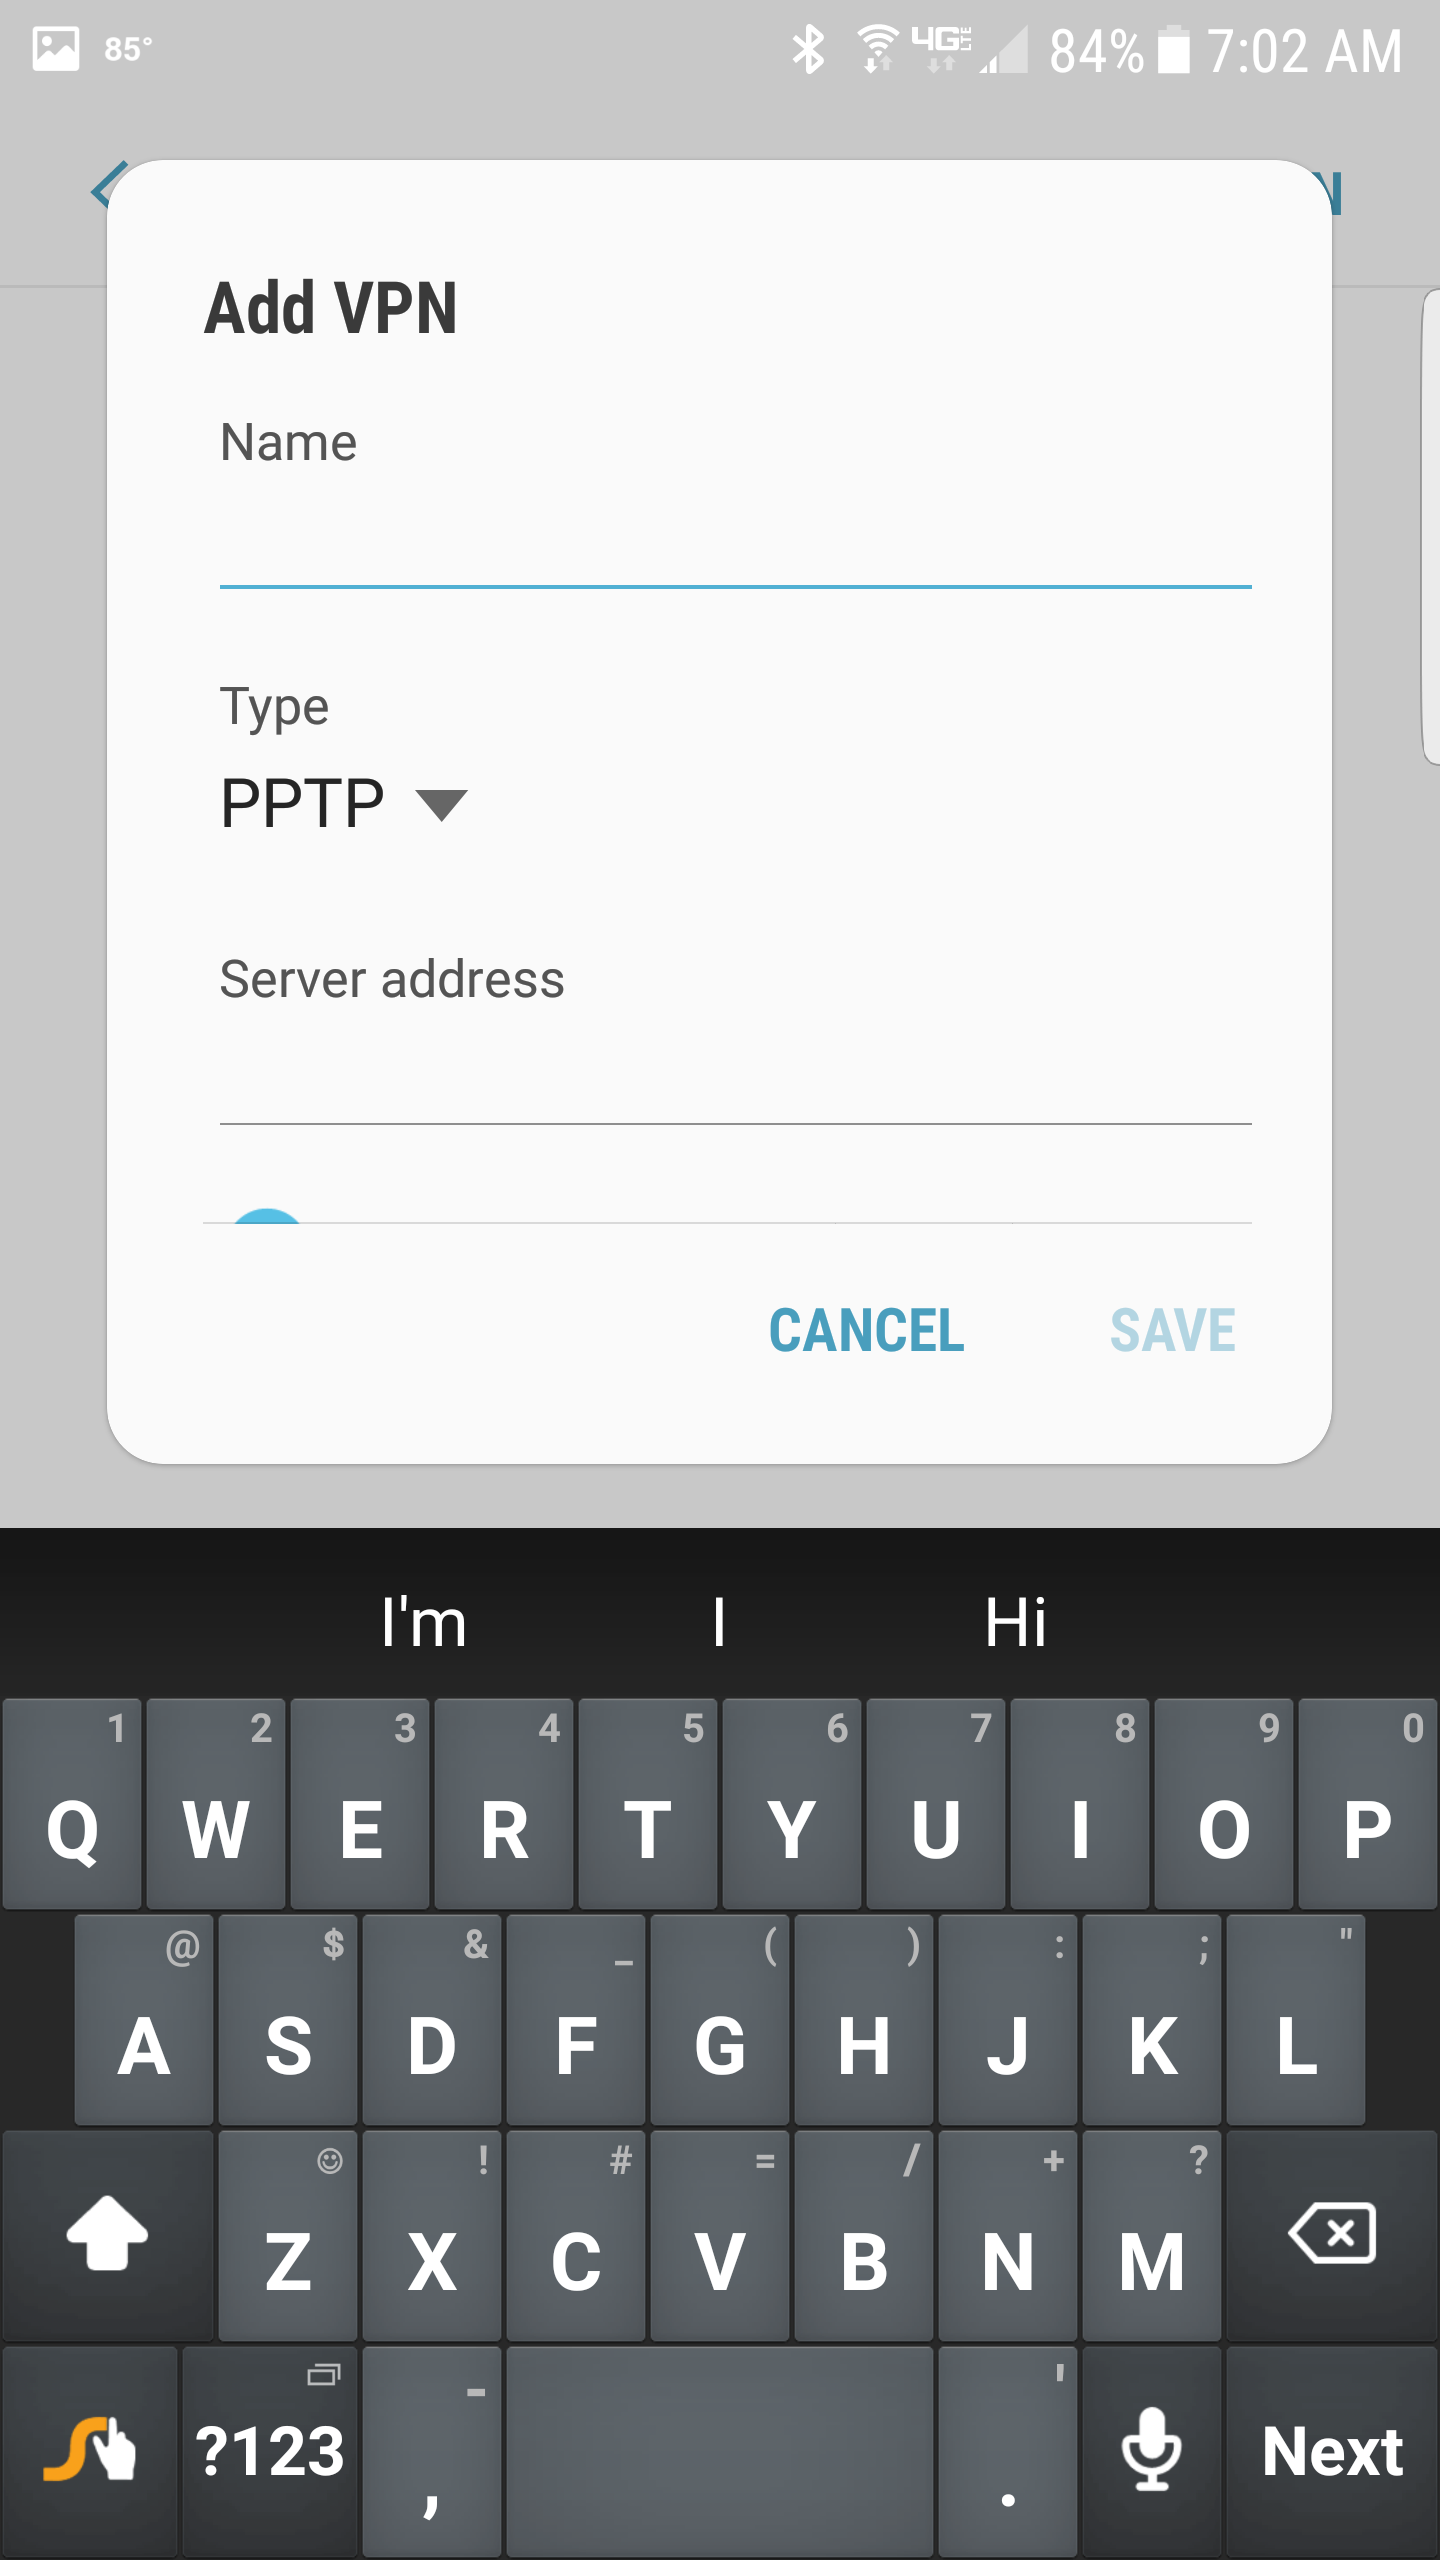 85° 4G LTE 84% 7:02 AM
N
Add VPN
Name
Type
PPTP
Server address
CANCEL SAVE
I'm I Hi
1 2 3 4 5 6 7 8 9 0
Q W E R T Y U I O P
@ $ & _ ( ) : ; "
A S D F G H J K L
! # = / + ?
Z X C V B N M
- '
?123 , . Next